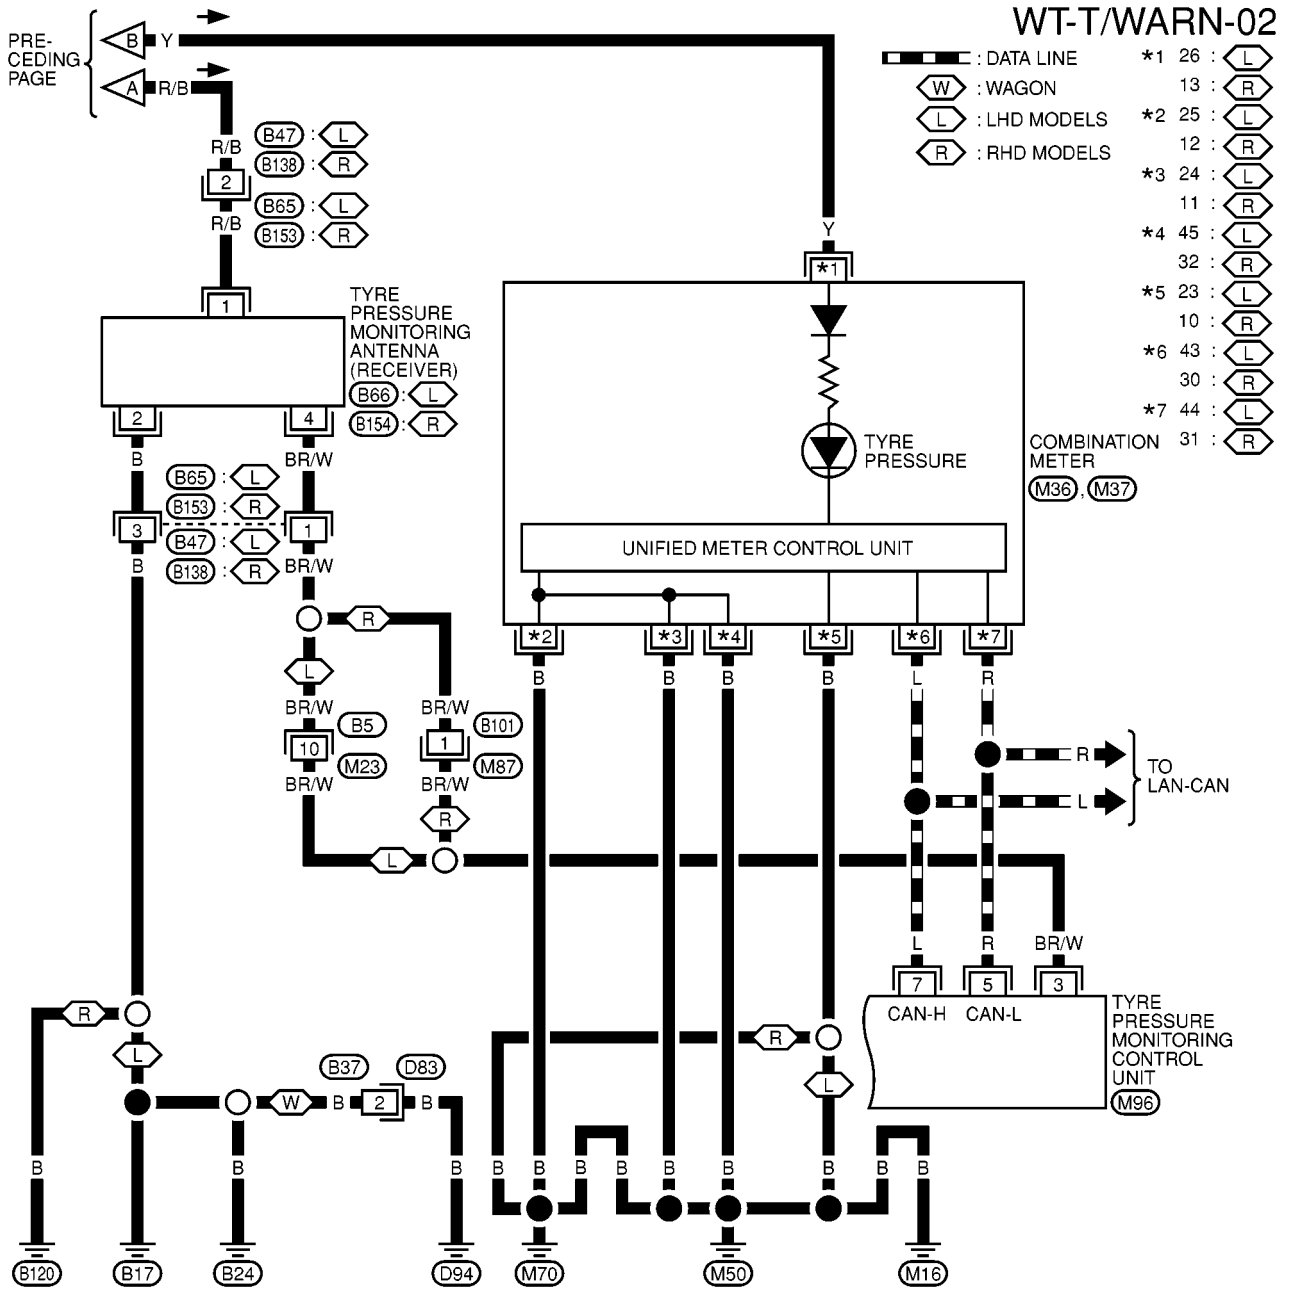 WT-T/WARN-02
PRE-
CEDING
PAGE
B Y
A R/B
: DATA LINE
W : WAGON
L : LHD MODELS
R : RHD MODELS
*1 26 : L
13 : R
*2 25 : L
12 : R
*3 24 : L
11 : R
*4 45 : L
32 : R
*5 23 : L
10 : R
*6 43 : L
30 : R
*7 44 : L
31 : R
R/B
B47 : L
B138 : R
2
B65 : L
B153 : R
R/B
Y
*1
1
TYRE
PRESSURE
MONITORING
ANTENNA
(RECEIVER)
B66 : L
B154 : R
2 4
B BR/W
B65 : L
B153 : R
3 1
B47 : L
B138 : R
B BR/W
TYRE
PRESSURE
COMBINATION
METER
M36 , M37
UNIFIED METER CONTROL UNIT
*2 *3 *4 *5 *6 *7
B B B B L R
R
L
BR/W BR/W
B5 B101
10 1
M23 M87
BR/W BR/W
R
L
R
L
TO
LAN-CAN
L R BR/W
7 5 3
CAN-H CAN-L
TYRE
PRESSURE
MONITORING
CONTROL
UNIT
M96
R
L
R
L
B37 D83
W B 2 B
B B B B B B B B B B B B
B120 B17 B24 D94 M70 M50 M16